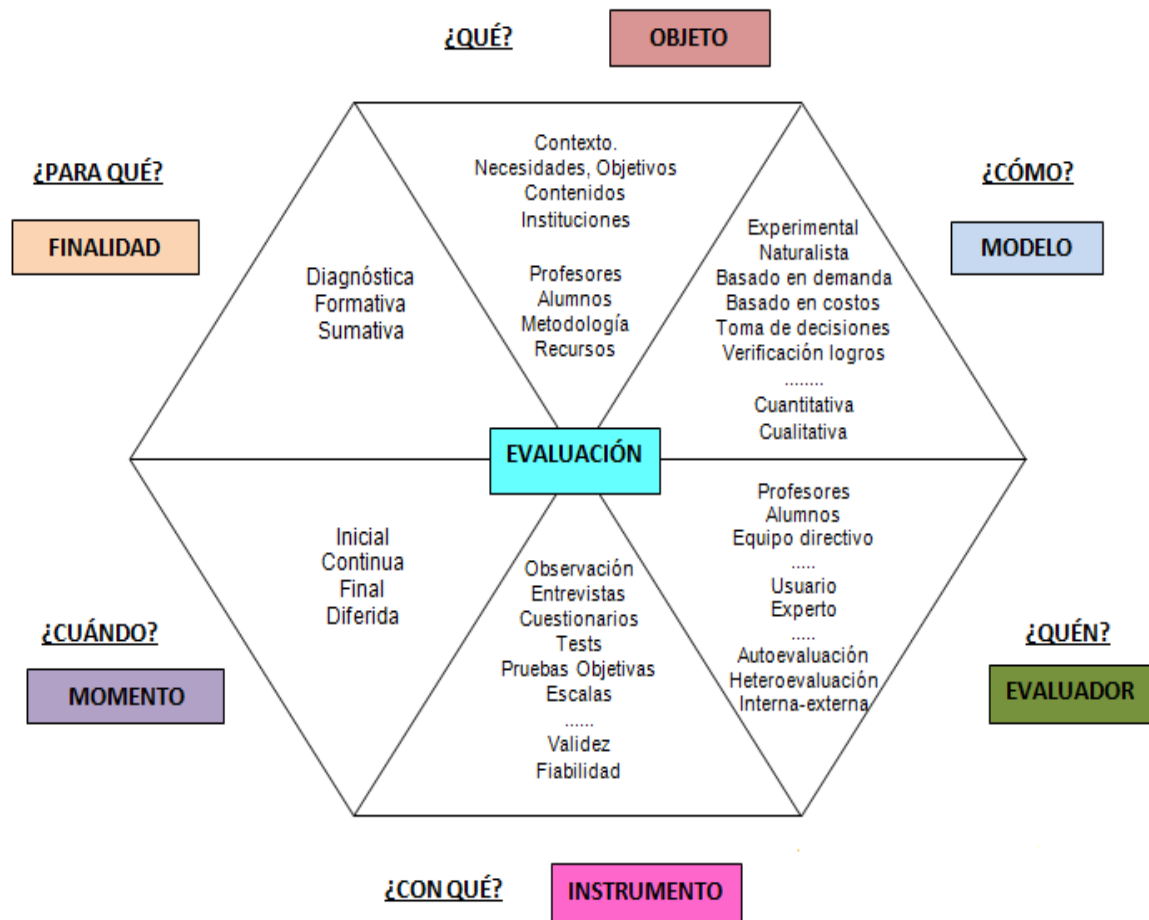 ¿QUÉ?
OBJETO
¿PARA QUÉ?
FINALIDAD
¿CÓMO?
MODELO
Contexto.
Necesidades, Objetivos
Contenidos
Instituciones
Profesores
Alumnos
Metodología
Recursos
Diagnóstica
Formativa
Sumativa
Experimental
Naturalista
Basado en demanda
Basado en costos
Toma de decisiones
Verificación logros
........
Cuantitativa
Cualitativa
EVALUACIÓN
Inicial
Continua
Final
Diferida
Observación
Entrevistas
Cuestionarios
Tests
Pruebas Objetivas
Escalas
......
Validez
Fiabilidad
Profesores
Alumnos
Equipo directivo
.....
Usuario
Experto
.....
Autoevaluación
Heteroevaluación
Interna-externa
¿CUÁNDO?
MOMENTO
¿QUÉN?
EVALUADOR
¿CON QUÉ?
INSTRUMENTO